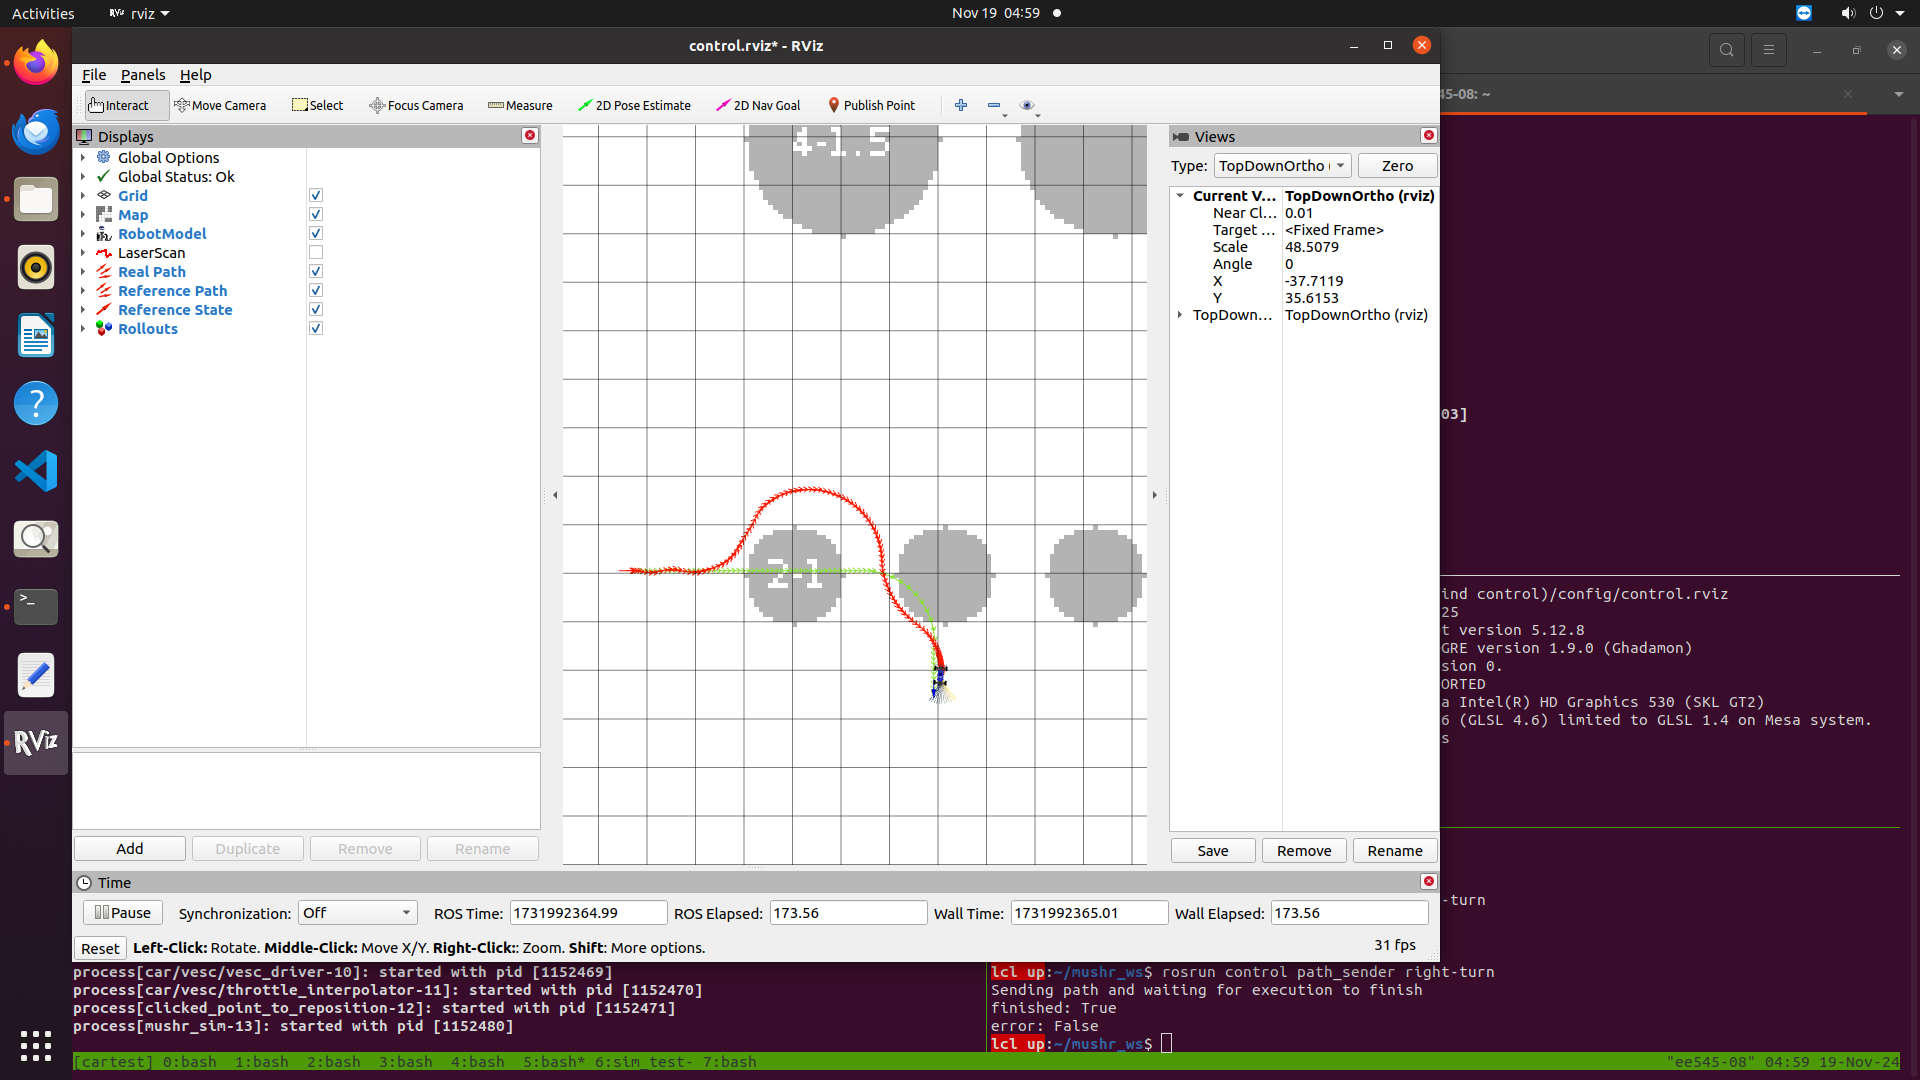 Activities
rviz
Nov 19 04:59
control.rviz* - RViz
545-08: ~
File Panels Help
Interact Move Camera Select Focus Camera Measure 2D Pose Estimate 2D Nav Goal Publish Point
Displays
Global Options
Global Status: Ok
Grid
Map
RobotModel
LaserScan
Real Path
Reference Path
Reference State
Rollouts
Add Duplicate Remove Rename
4-1.5
2-1
Views
Type: TopDownOrtho Zero
Current V... TopDownOrtho (rviz)
Near Cl... 0.01
Target ... <Fixed Frame>
Scale 48.5079
Angle 0
X -37.7119
Y 35.6153
TopDown... TopDownOrtho (rviz)
Save Remove Rename
RViz
03]
ind control)/config/control.rviz
25
t version 5.12.8
GRE version 1.9.0 (Ghadamon)
sion 0.
ORTED
a Intel(R) HD Graphics 530 (SKL GT2)
6 (GLSL 4.6) limited to GLSL 1.4 on Mesa system.
s
-turn
Time
Pause Synchronization: Off ROS Time: 1731992364.99 ROS Elapsed: 173.56 Wall Time: 1731992365.01 Wall Elapsed: 173.56
Reset Left-Click: Rotate. Middle-Click: Move X/Y. Right-Click:: Zoom. Shift: More options. 31 fps
process[car/vesc/vesc_driver-10]: started with pid [1152469]
process[car/vesc/throttle_interpolator-11]: started with pid [1152470]
process[clicked_point_to_reposition-12]: started with pid [1152471]
process[mushr_sim-13]: started with pid [1152480]
lcl up:~/mushr_ws$ rosrun control path_sender right-turn
Sending path and waiting for execution to finish
finished: True
error: False
lcl up:~/mushr_ws$
[cartest] 0:bash 1:bash 2:bash 3:bash 4:bash 5:bash* 6:sim_test- 7:bash
"ee545-08" 04:59 19-Nov-24